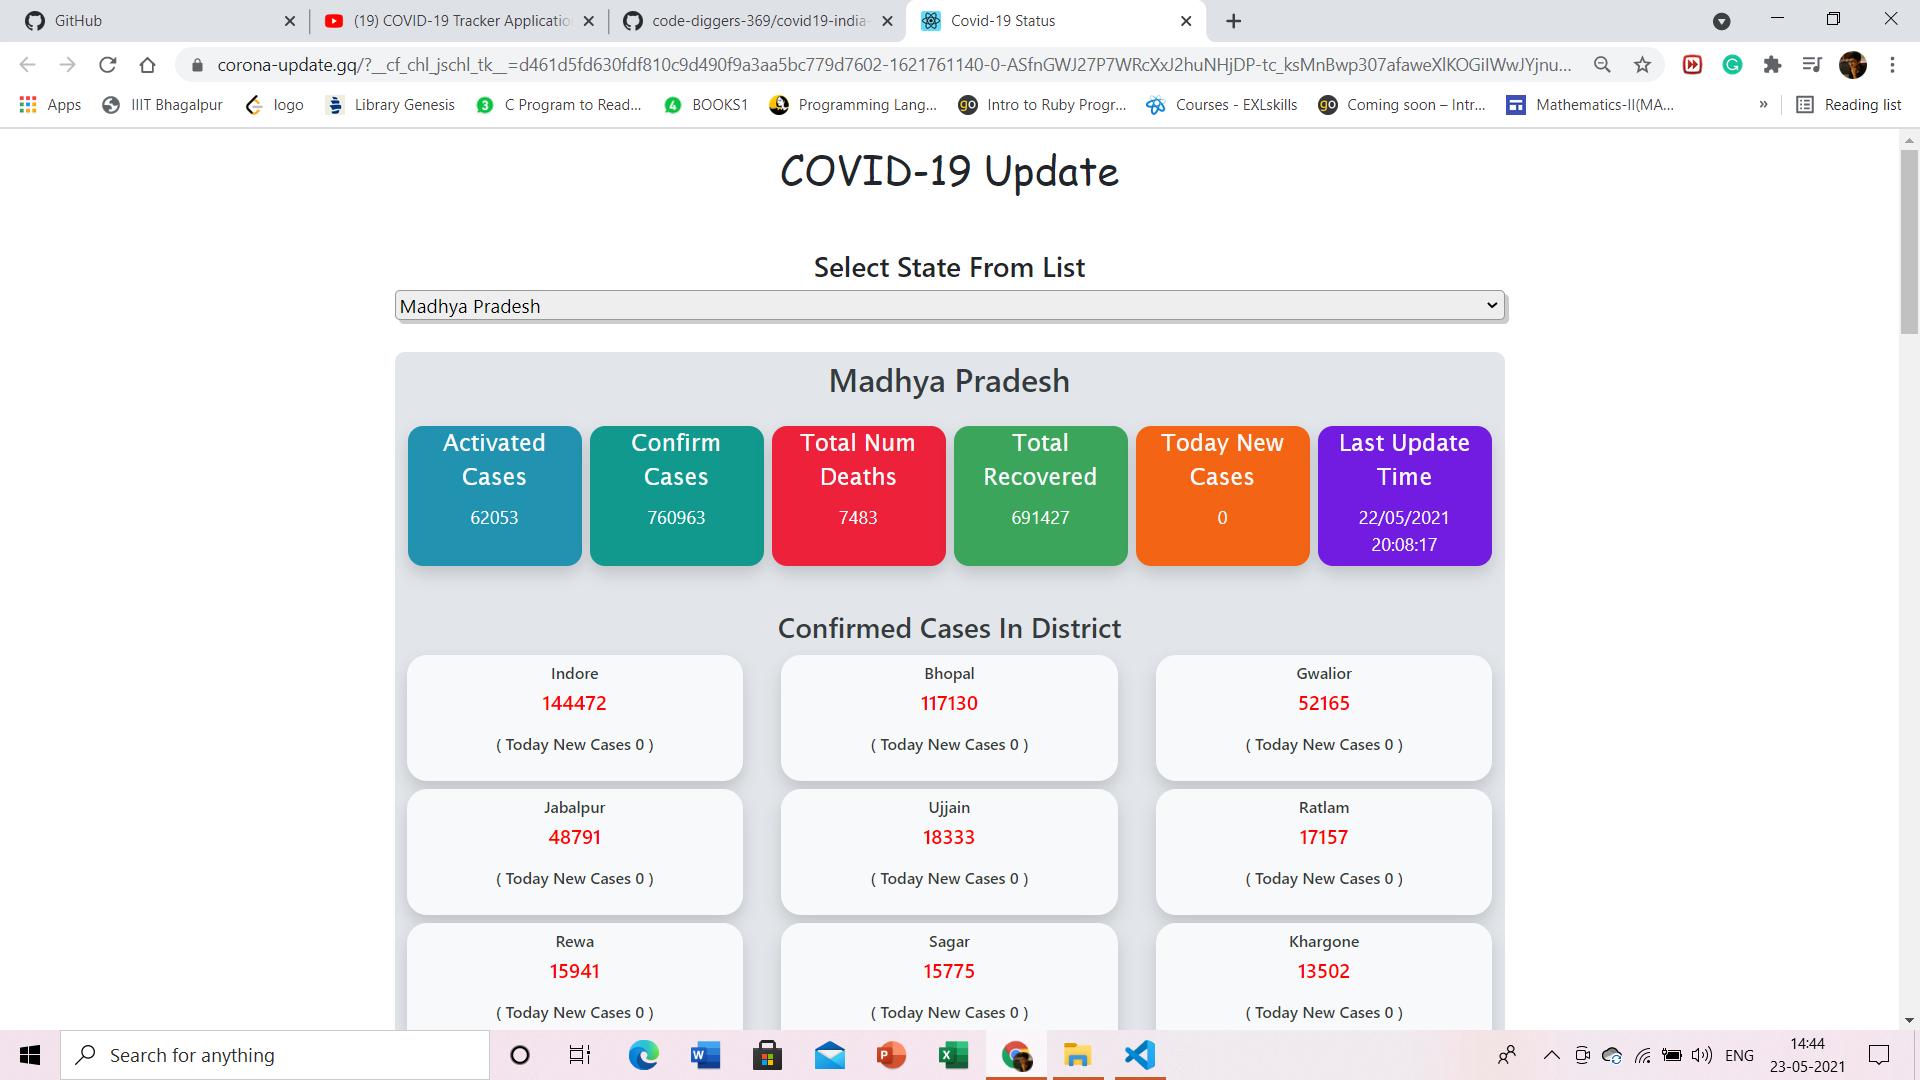 GitHub
(19) COVID-19 Tracker Applicatio
code-diggers-369/covid19-india-
Covid-19 Status
corona-update.gq/?__cf_chl_jschl_tk__=d461d5fd630fdf810c9d490f9a3aa5bc779d7602-1621761140-0-ASfnGWJ27P7WRcXxJ2huNHjDP-tc_ksMnBwp307afaweXlKOGiIWwJYjnu...
Apps
IIIT Bhagalpur
logo
Library Genesis
C Program to Read...
BOOKS1
Programming Lang...
Intro to Ruby Progr...
Courses - EXLskills
Coming soon – Intr...
Mathematics-II(MA...
»
Reading list
COVID-19 Update
Select State From List
Madhya Pradesh
Madhya Pradesh
Activated Cases
62053
Confirm Cases
760963
Total Num Deaths
7483
Total Recovered
691427
Today New Cases
0
Last Update Time
22/05/2021
20:08:17
Confirmed Cases In District
Indore
144472
( Today New Cases 0 )
Bhopal
117130
( Today New Cases 0 )
Gwalior
52165
( Today New Cases 0 )
Jabalpur
48791
( Today New Cases 0 )
Ujjain
18333
( Today New Cases 0 )
Ratlam
17157
( Today New Cases 0 )
Rewa
15941
( Today New Cases 0 )
Sagar
15775
( Today New Cases 0 )
Khargone
13502
( Today New Cases 0 )
Search for anything
ENG
14:44
23-05-2021